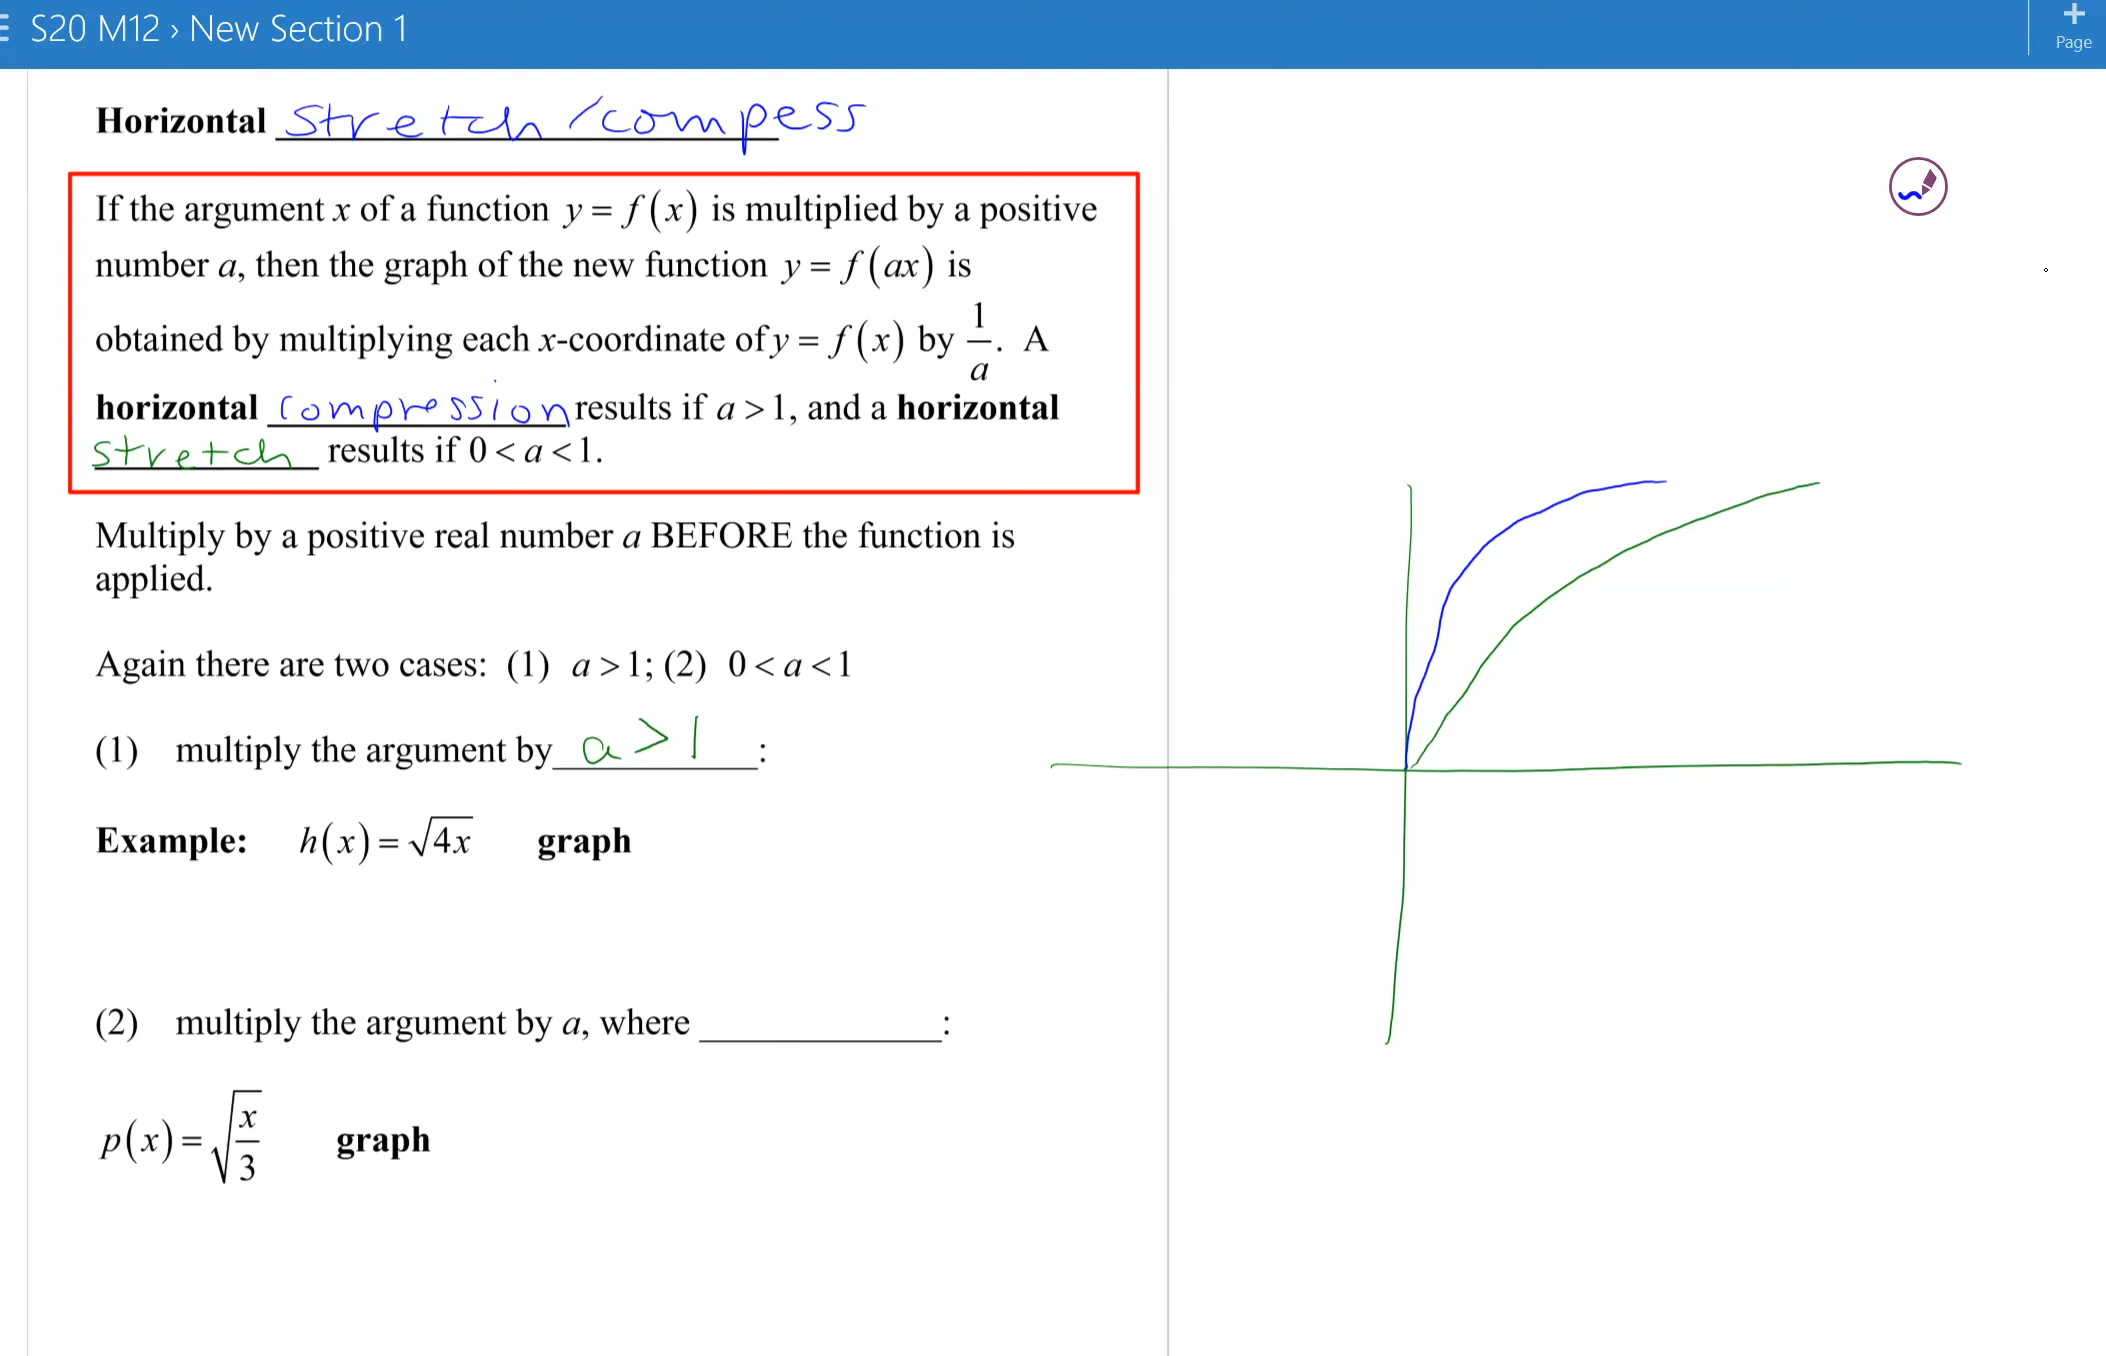 S20 M12 › New Section 1
+
Page
Horizontal stretch/compess
If the argument x of a function y = f(x) is multiplied by a positive
number a, then the graph of the new function y = f(ax) is
obtained by multiplying each x-coordinate of y = f(x) by 1/a. A
horizontal compression results if a > 1, and a horizontal
stretch results if 0 < a < 1.
Multiply by a positive real number a BEFORE the function is
applied.
Again there are two cases: (1) a > 1; (2) 0 < a < 1
(1) multiply the argument by a > 1 :
Example: h(x) = √4x graph
(2) multiply the argument by a, where ____________:
p(x) = √(x/3) graph